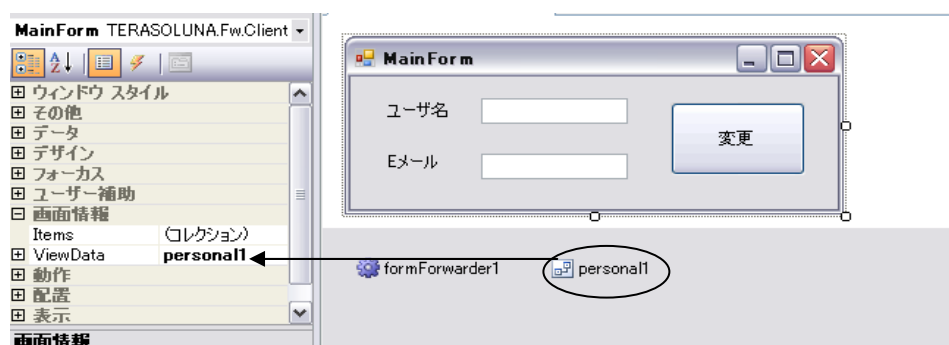 MainForm TERASOLUNA.Fw.Client
ウィンドウ スタイル
その他
データ
デザイン
フォーカス
ユーザー補助
画面情報
Items (コレクション)
ViewData personal1
動作
配置
表示
画面情報
MainForm
ユーザ名
Eメール
変更
formForwarder1
personal1